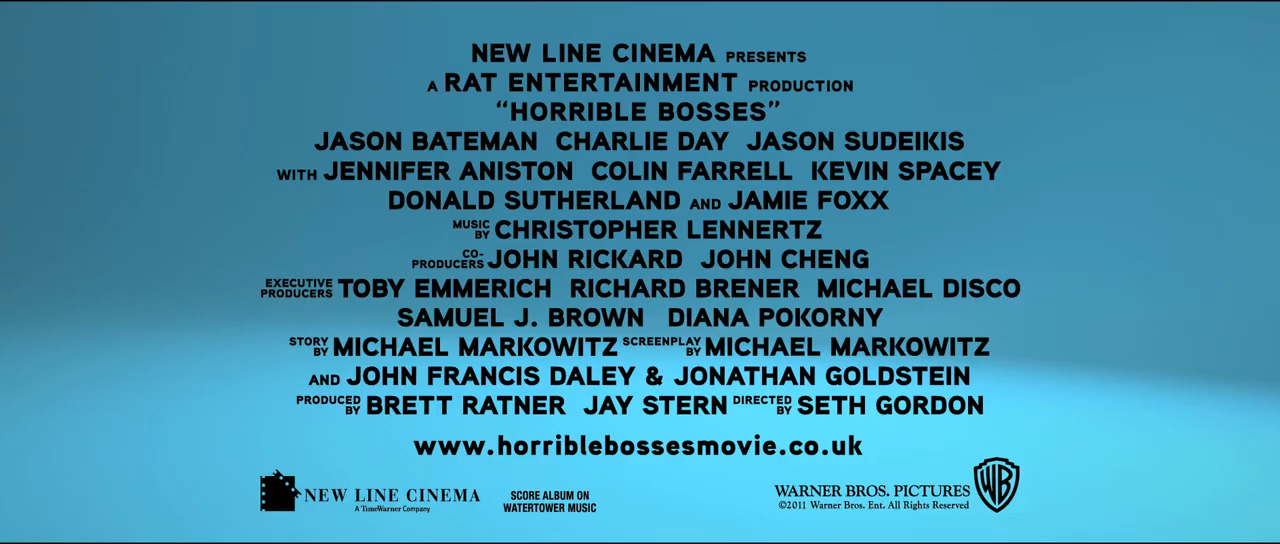 NEW LINE CINEMA PRESENTS
A RAT ENTERTAINMENT PRODUCTION
“HORRIBLE BOSSES”
JASON BATEMAN CHARLIE DAY JASON SUDEIKIS
WITH JENNIFER ANISTON COLIN FARRELL KEVIN SPACEY
DONALD SUTHERLAND AND JAMIE FOXX
MUSIC BY CHRISTOPHER LENNERTZ
CO-PRODUCERS JOHN RICKARD JOHN CHENG
EXECUTIVE PRODUCERS TOBY EMMERICH RICHARD BRENER MICHAEL DISCO
SAMUEL J. BROWN DIANA POKORNY
STORY BY MICHAEL MARKOWITZ SCREENPLAY BY MICHAEL MARKOWITZ
AND JOHN FRANCIS DALEY & JONATHAN GOLDSTEIN
PRODUCED BY BRETT RATNER JAY STERN DIRECTED BY SETH GORDON
www.horriblebossesmovie.co.uk
NEW LINE CINEMA
A TimeWarner Company
SCORE ALBUM ON
WATERTOWER MUSIC
WARNER BROS. PICTURES
©2011 Warner Bros. Ent. All Rights Reserved
WB